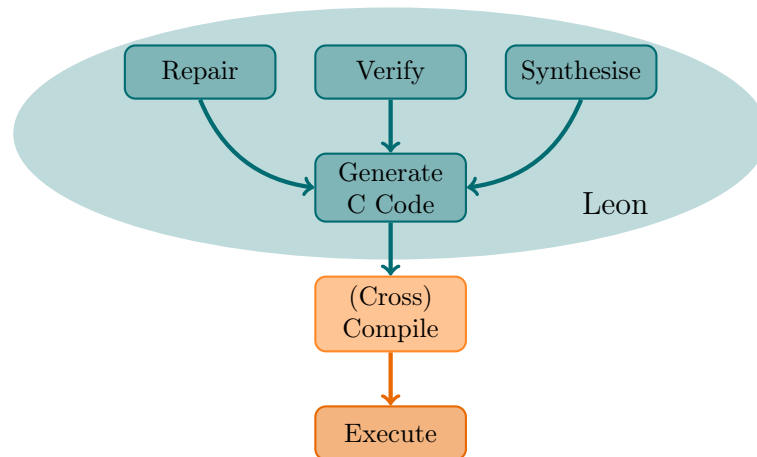 Repair
Verify
Synthesise
Generate
C Code
Leon
(Cross)
Compile
Execute